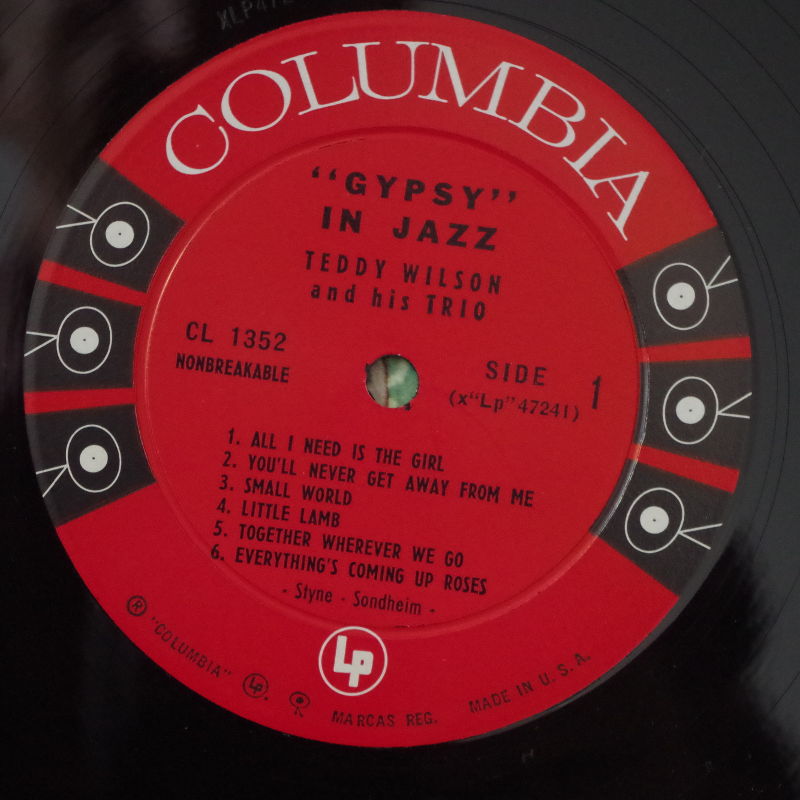 COLUMBIA
“GYPSY”
IN JAZZ
TEDDY WILSON
and his TRIO
CL 1352
NONBREAKABLE
SIDE 1
(x“Lp” 47241)
1. ALL I NEED IS THE GIRL
2. YOU'LL NEVER GET AWAY FROM ME
3. SMALL WORLD
4. LITTLE LAMB
5. TOGETHER WHEREVER WE GO
6. EVERYTHING'S COMING UP ROSES
- Styne - Sondheim -
LP
® "COLUMBIA" LP. MARCAS REG. MADE IN U. S. A.